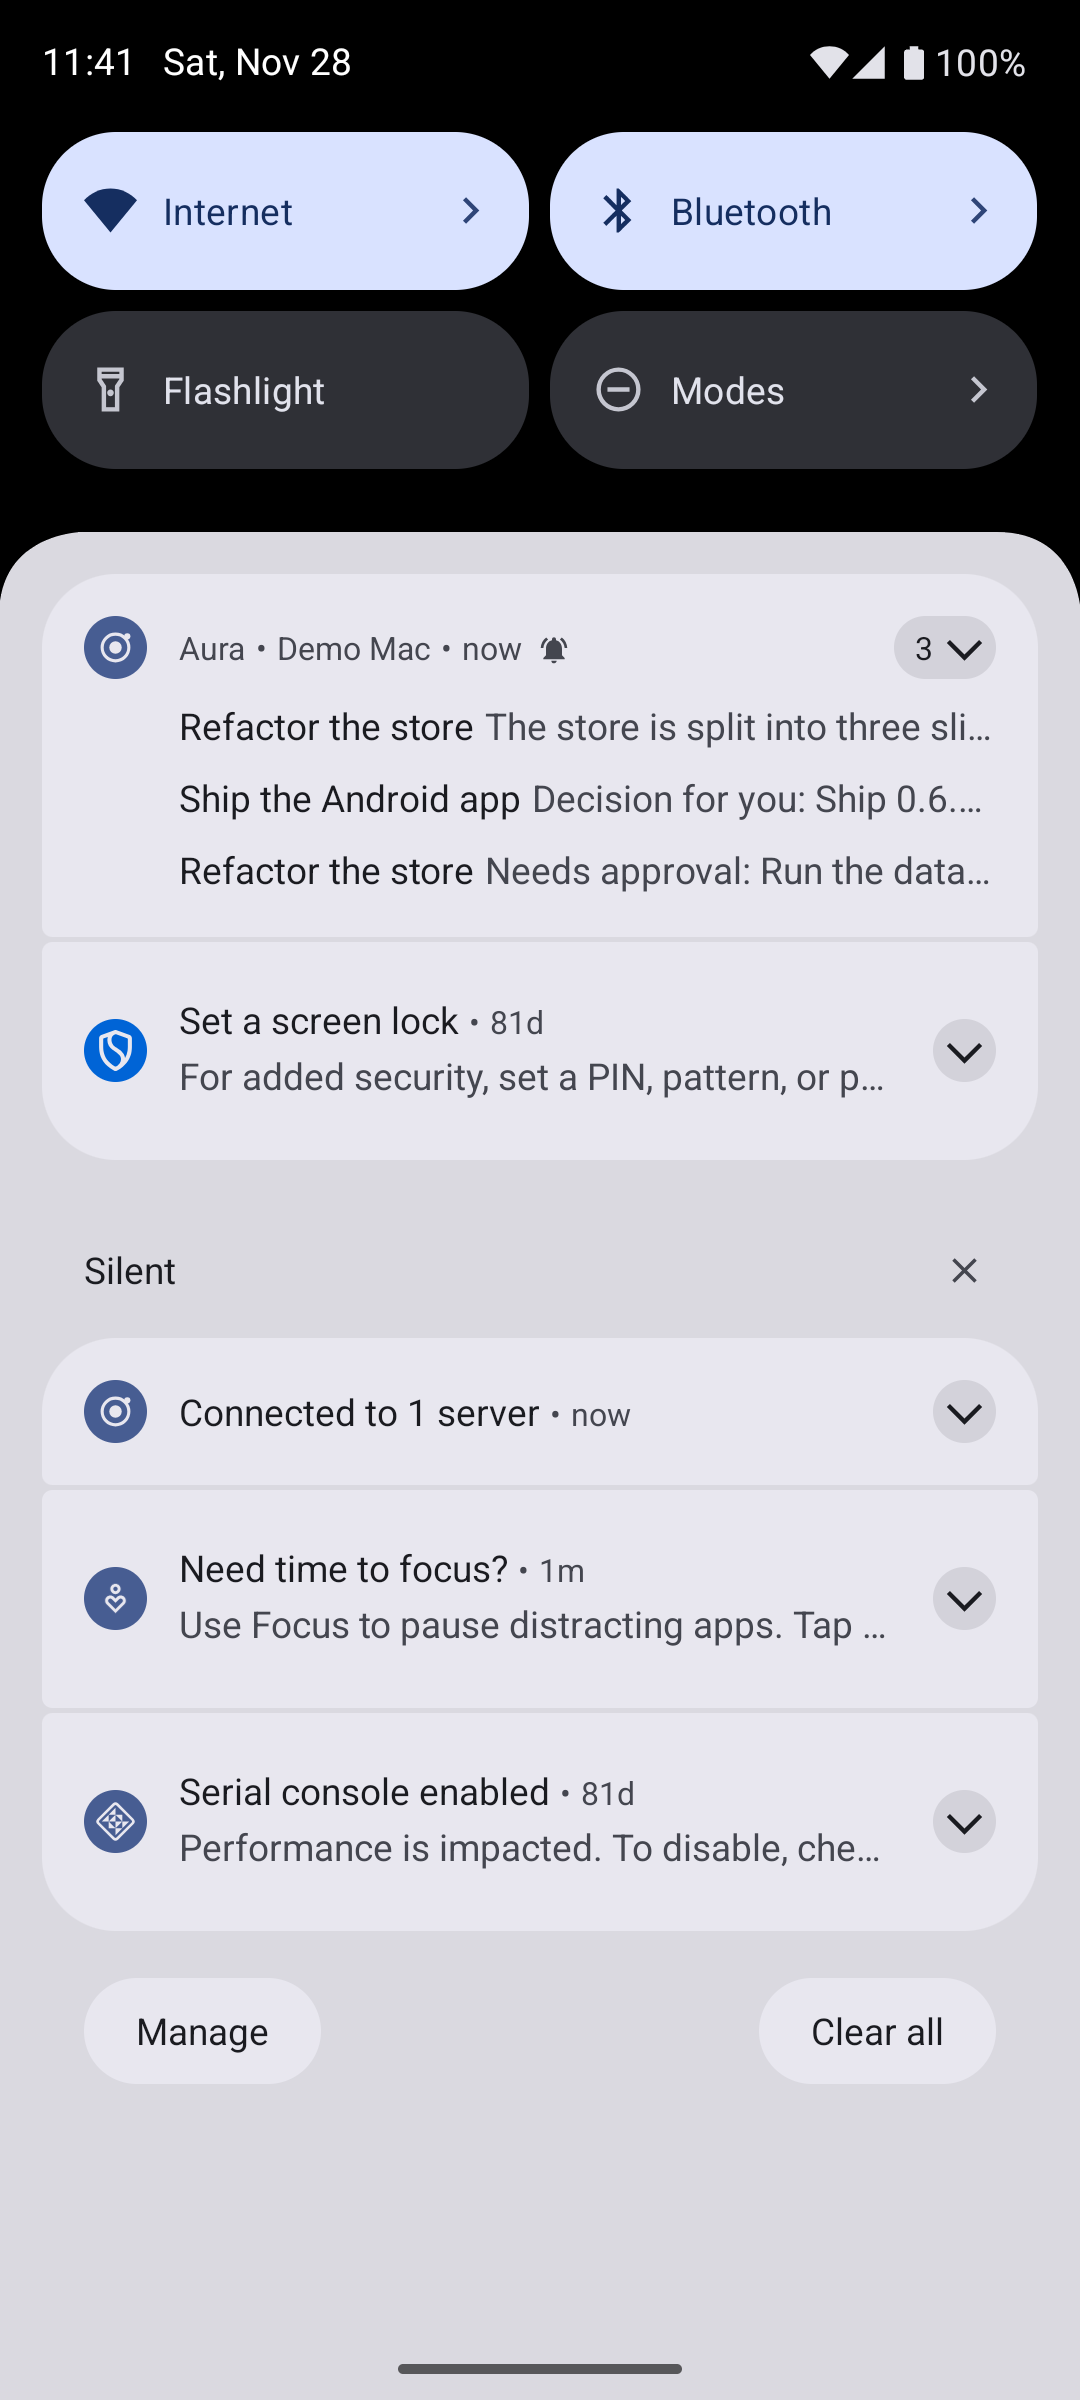 11:41 Sat, Nov 28 100%
Internet
Bluetooth
Flashlight
Modes
Aura • Demo Mac • now 3
Refactor the store The store is split into three sli…
Ship the Android app Decision for you: Ship 0.6.…
Refactor the store Needs approval: Run the data…
Set a screen lock • 81d
For added security, set a PIN, pattern, or p…
Silent
Connected to 1 server • now
Need time to focus? • 1m
Use Focus to pause distracting apps. Tap …
Serial console enabled • 81d
Performance is impacted. To disable, che…
Manage
Clear all